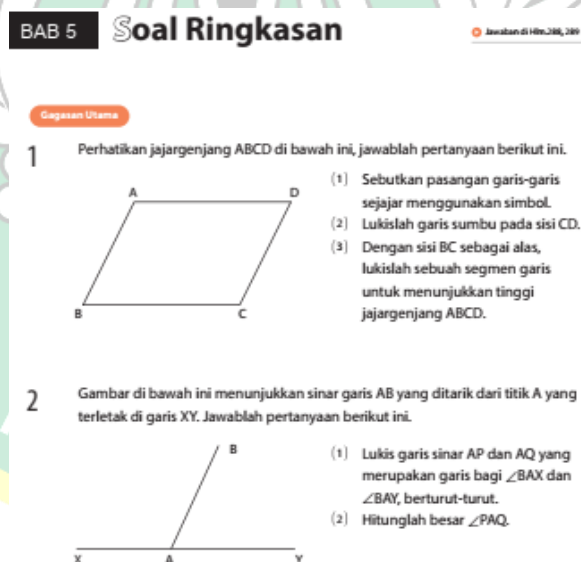 BAB 5 Soal Ringkasan
Jawaban di Hlm.288, 289
Gagasan Utama
1 Perhatikan jajargenjang ABCD di bawah ini, jawablah pertanyaan berikut ini.
A D
B C
(1) Sebutkan pasangan garis-garis
sejajar menggunakan simbol.
(2) Lukislah garis sumbu pada sisi CD.
(3) Dengan sisi BC sebagai alas,
lukislah sebuah segmen garis
untuk menunjukkan tinggi
jajargenjang ABCD.
2 Gambar di bawah ini menunjukkan sinar garis AB yang ditarik dari titik A yang
terletak di garis XY. Jawablah pertanyaan berikut ini.
B
X A Y
(1) Lukis garis sinar AP dan AQ yang
merupakan garis bagi ∠BAX dan
∠BAY, berturut-turut.
(2) Hitunglah besar ∠PAQ.